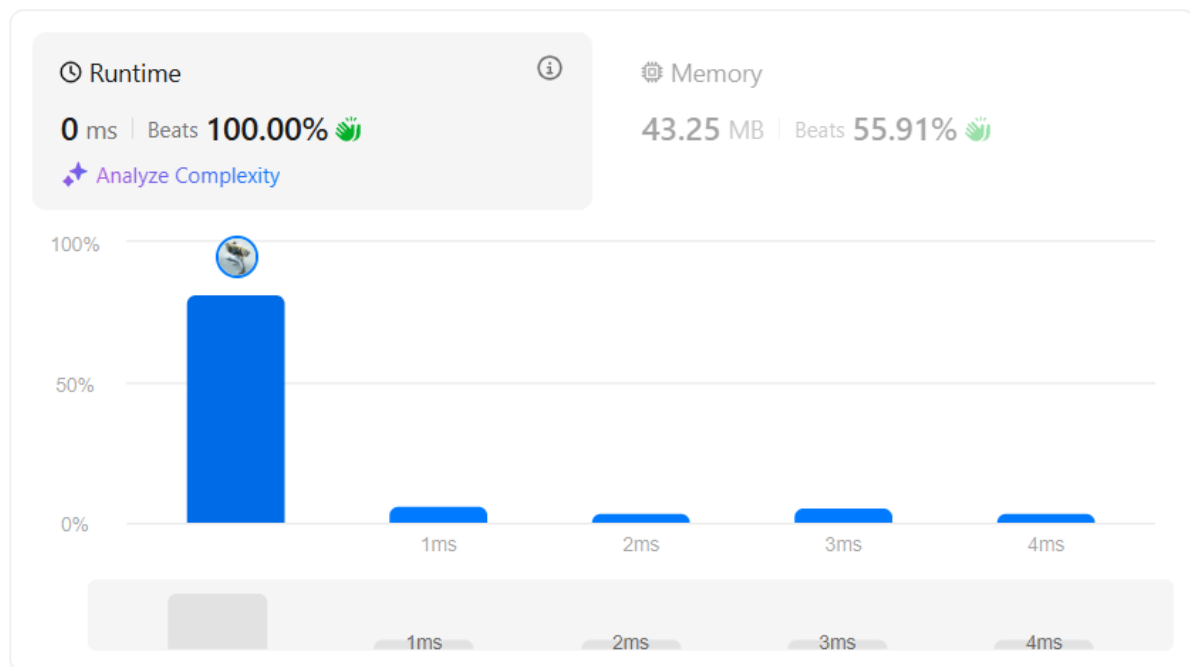 Runtime
0 ms | Beats 100.00%
Analyze Complexity
Memory
43.25 MB | Beats 55.91%
100%
50%
0%
1ms 2ms 3ms 4ms
1ms 2ms 3ms 4ms